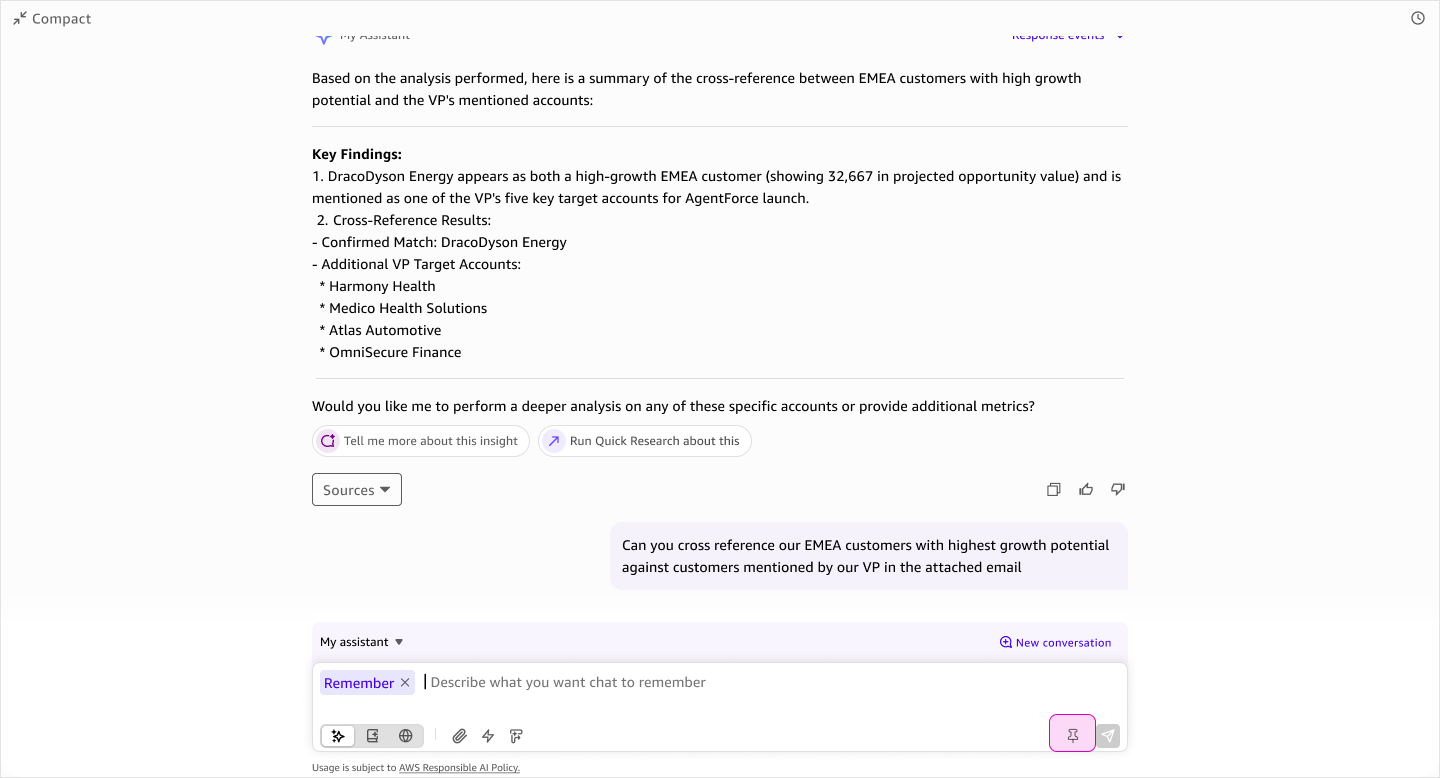 Compact
My Assistant
Response events
Based on the analysis performed, here is a summary of the cross-reference between EMEA customers with high growth
potential and the VP's mentioned accounts:
Key Findings:
1. DracoDyson Energy appears as both a high-growth EMEA customer (showing 32,667 in projected opportunity value) and is
mentioned as one of the VP's five key target accounts for AgentForce launch.
2. Cross-Reference Results:
- Confirmed Match: DracoDyson Energy
- Additional VP Target Accounts:
* Harmony Health
* Medico Health Solutions
* Atlas Automotive
* OmniSecure Finance
Would you like me to perform a deeper analysis on any of these specific accounts or provide additional metrics?
Tell me more about this insight
Run Quick Research about this
Sources
Can you cross reference our EMEA customers with highest growth potential
against customers mentioned by our VP in the attached email
My assistant
New conversation
Remember
Describe what you want chat to remember
Usage is subject to AWS Responsible AI Policy.